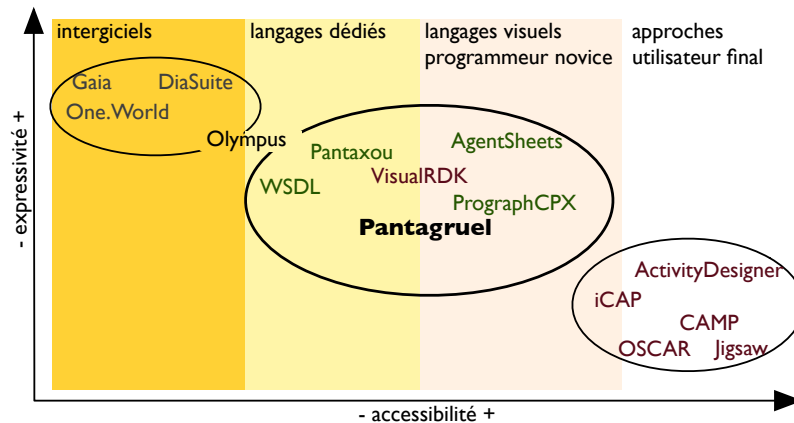 intergiciels
langages dédiés
langages visuels
programmeur novice
approches
utilisateur final
Gaia
DiaSuite
One.World
Olympus
Pantaxou
AgentSheets
VisualRDK
WSDL
PrographCPX
Pantagruel
ActivityDesigner
iCAP
CAMP
OSCAR
Jigsaw
- expressivité +
- accessibilité +